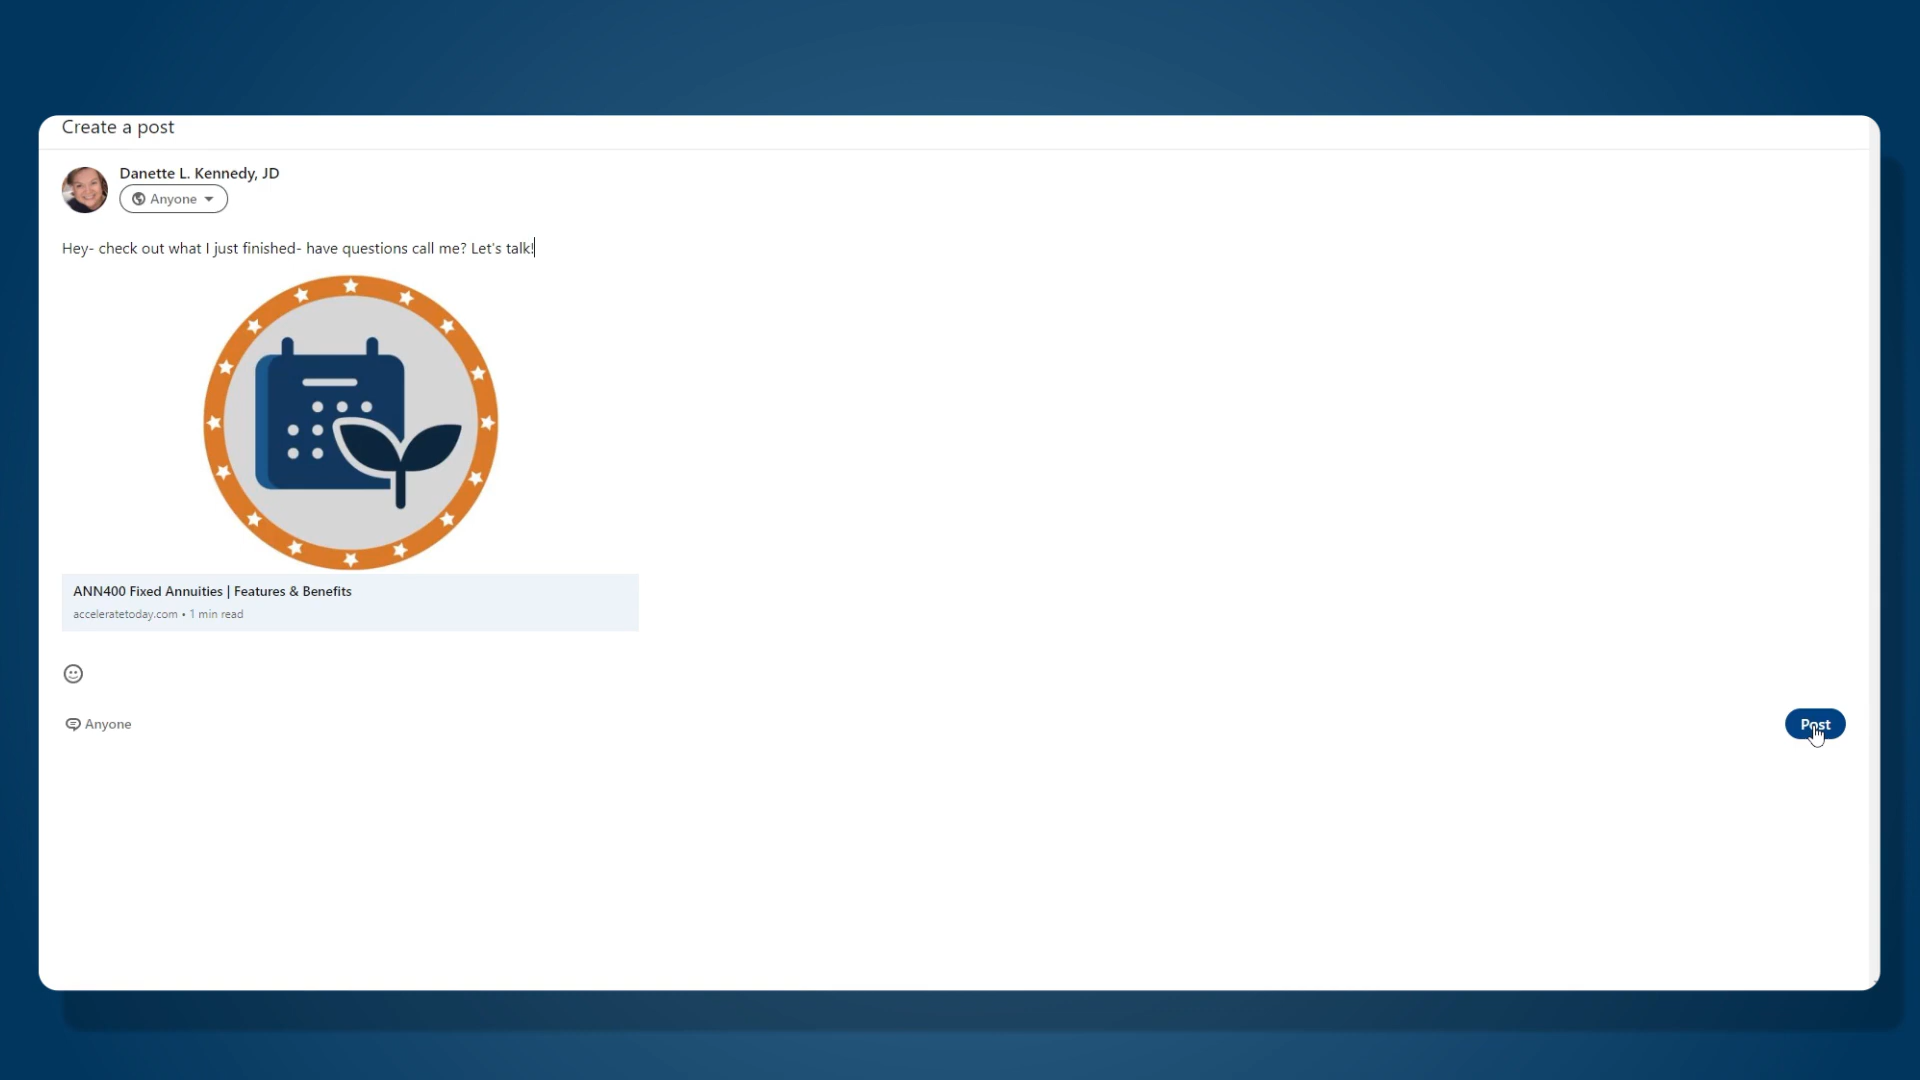 Create a post
Danette L. Kennedy, JD
Anyone
Hey- check out what I just finished- have questions call me? Let's talk!
ANN400 Fixed Annuities | Features & Benefits
acceleratetoday.com • 1 min read
Anyone
Post